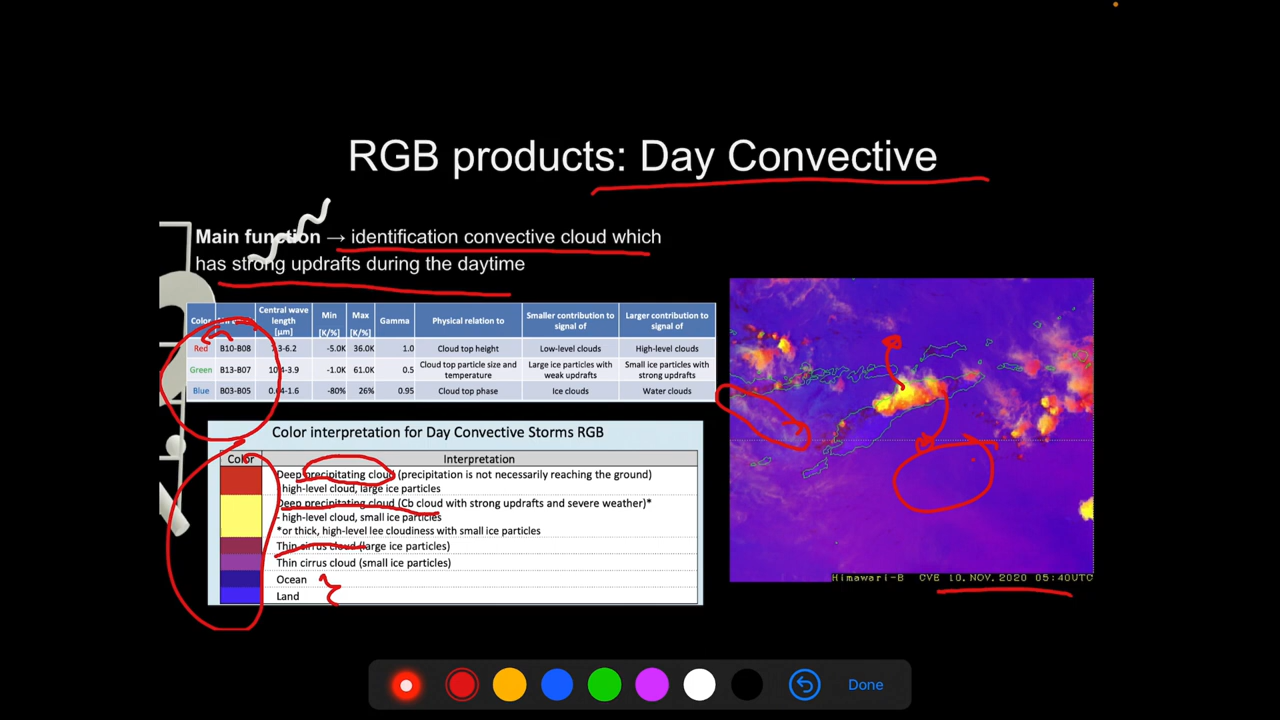 RGB products: Day Convective
Main function → identification convective cloud which
has strong updrafts during the daytime
Color Central wave length [μm] Min [K/%] Max [K/%] Gamma Physical relation to Smaller contribution to signal of Larger contribution to signal of
Red B10-B08 -6.2 -5.0K 36.0K 1.0 Cloud top height Low-level clouds High-level clouds
Green B13-B07 -3.9 -1.0K 61.0K 0.5 Cloud top particle size and temperature Large ice particles with weak updrafts Small ice particles with strong updrafts
Blue B03-B05 -1.6 -80% 26% 0.95 Cloud top phase Ice clouds Water clouds
Color interpretation for Day Convective Storms RGB
Color Interpretation
Deep precipitating cloud (precipitation is not necessarily reaching the ground)
- high-level cloud, large ice particles
Deep precipitating cloud (Cb cloud with strong updrafts and severe weather)*
- high-level cloud, small ice particles
*or thick, high-level lee cloudiness with small ice particles
Thin cirrus cloud (large ice particles)
Thin cirrus cloud (small ice particles)
Ocean
Land
Himawari-8 CVE 10.NOV.2020 05:40UTC
Done